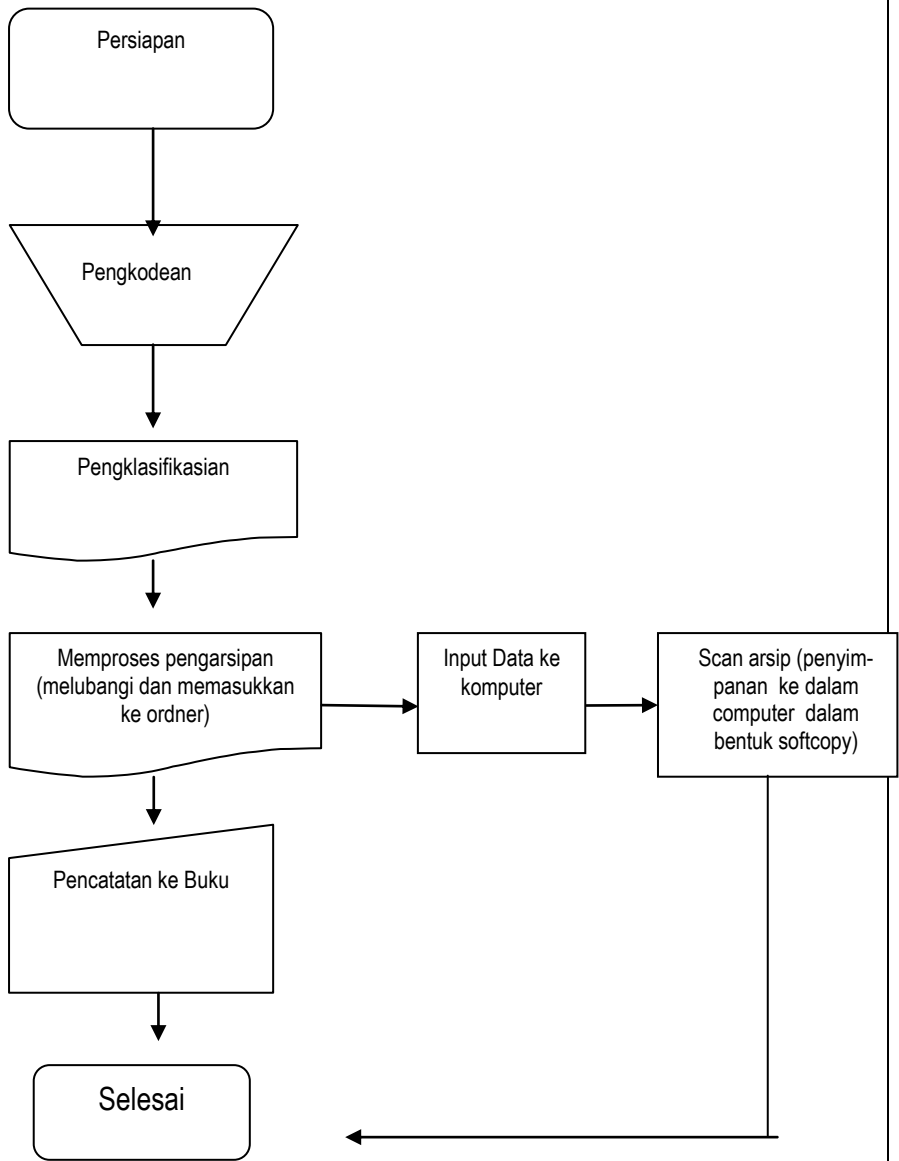 Persiapan
Pengkodean
Pengklasifikasian
Memproses pengarsipan
(melubangi dan memasukkan
ke ordner)
Input Data ke
komputer
Scan arsip (penyim-
panan ke dalam
computer dalam
bentuk softcopy)
Pencatatan ke Buku
Selesai